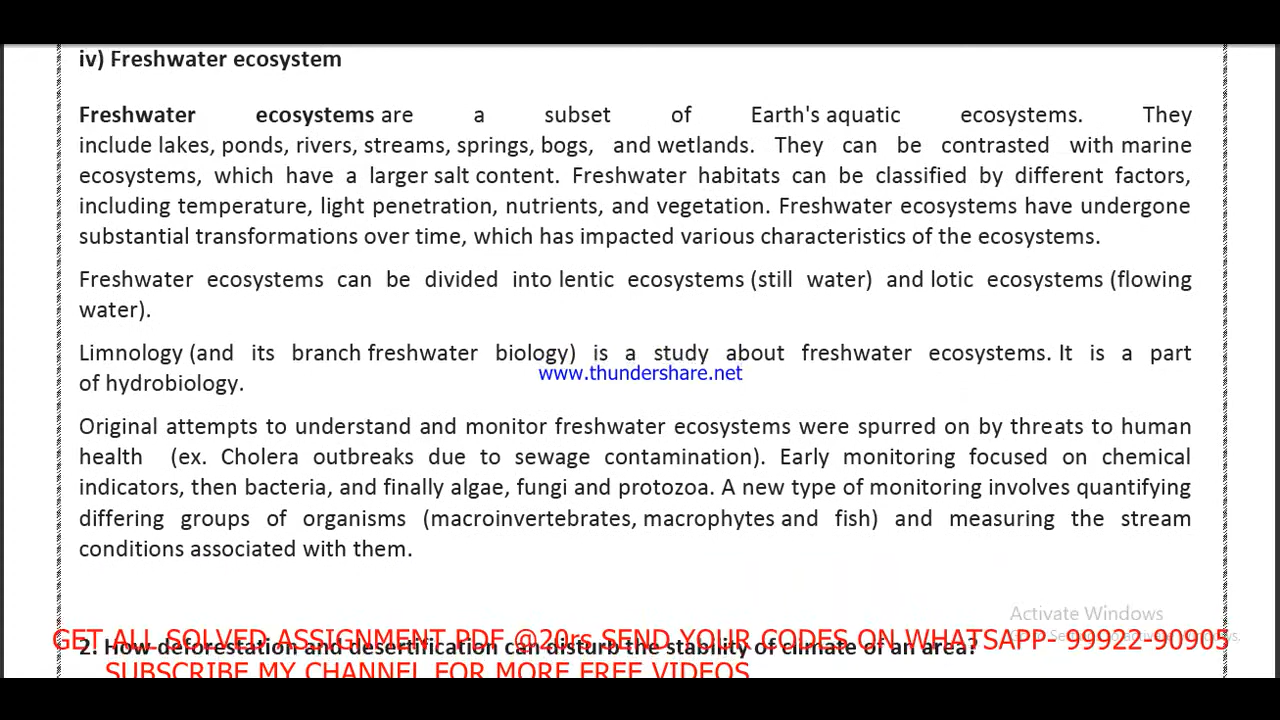 iv) Freshwater ecosystem
Freshwater ecosystems are a subset of Earth's aquatic ecosystems. They
include lakes, ponds, rivers, streams, springs, bogs, and wetlands. They can be contrasted with marine
ecosystems, which have a larger salt content. Freshwater habitats can be classified by different factors,
including temperature, light penetration, nutrients, and vegetation. Freshwater ecosystems have undergone
substantial transformations over time, which has impacted various characteristics of the ecosystems.
Freshwater ecosystems can be divided into lentic ecosystems (still water) and lotic ecosystems (flowing
water).
Limnology (and its branch freshwater biology) is a study about freshwater ecosystems. It is a part
www.thundershare.net
of hydrobiology.
Original attempts to understand and monitor freshwater ecosystems were spurred on by threats to human
health (ex. Cholera outbreaks due to sewage contamination). Early monitoring focused on chemical
indicators, then bacteria, and finally algae, fungi and protozoa. A new type of monitoring involves quantifying
differing groups of organisms (macroinvertebrates, macrophytes and fish) and measuring the stream
conditions associated with them.
Activate Windows
GET ALL SOLVED ASSIGNMENT PDF @20rs SEND YOUR CODES ON WHATSAPP- 99922-90905
2. How deforestation and desertification can disturb the stability of climate of an area?
SUBSCRIBE MY CHANNEL FOR MORE FREE VIDEOS